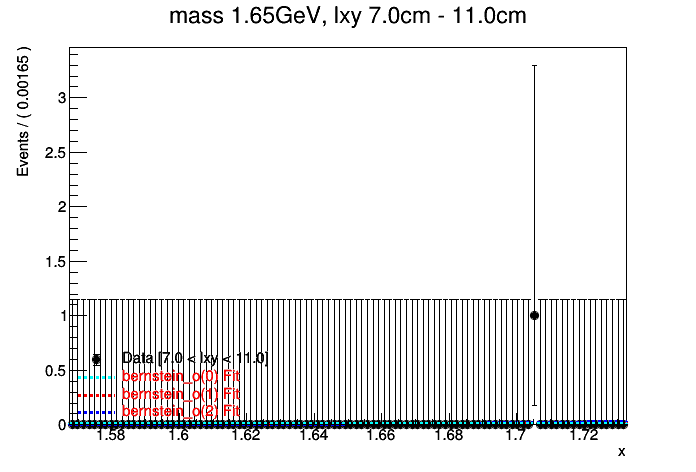 mass 1.65GeV, lxy 7.0cm - 11.0cm
Events / ( 0.00165 )
3
2.5
2
1.5
1
0.5
0
Data [7.0 < lxy < 11.0]
bernstein_o(0) Fit
bernstein_o(1) Fit
bernstein_o(2) Fit
1.58 1.6 1.62 1.64 1.66 1.68 1.7 1.72
x